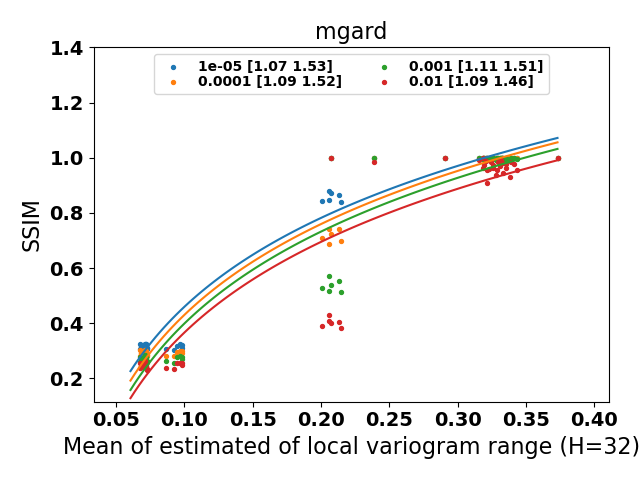 mgard
1e-05 [1.07 1.53]
0.0001 [1.09 1.52]
0.001 [1.11 1.51]
0.01 [1.09 1.46]
SSIM
1.4
1.2
1.0
0.8
0.6
0.4
0.2
0.05 0.10 0.15 0.20 0.25 0.30 0.35 0.40
Mean of estimated of local variogram range (H=32)